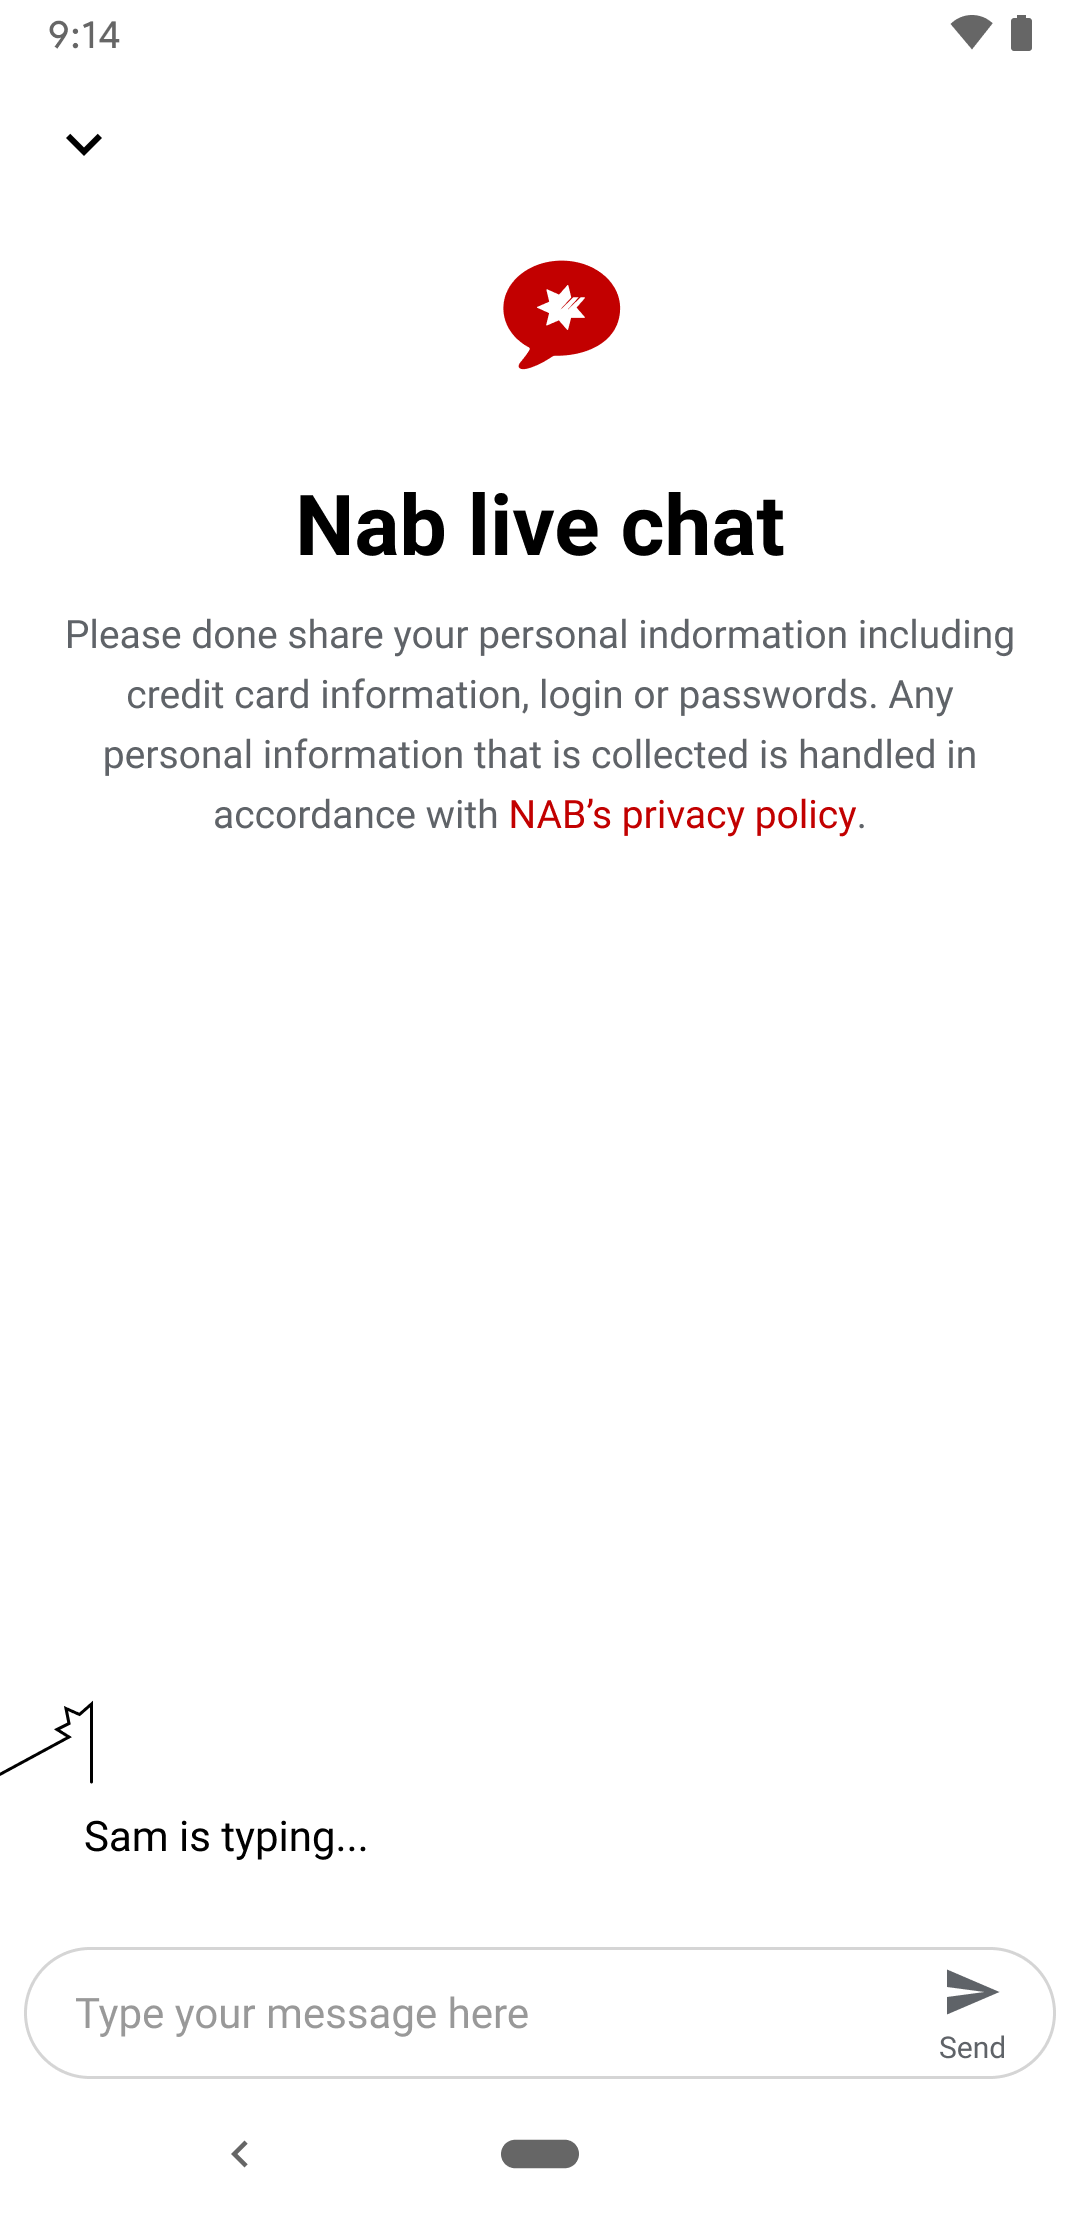 9:14
Nab live chat
Please done share your personal indormation including
credit card information, login or passwords. Any
personal information that is collected is handled in
accordance with NAB’s privacy policy.
Sam is typing...
Type your message here
Send